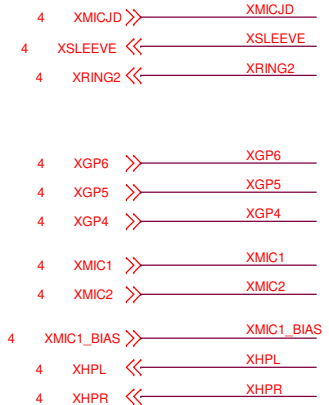 4 XMICJD XMICJD
4 XSLEEVE XSLEEVE
4 XRING2 XRING2
4 XGP6 XGP6
4 XGP5 XGP5
4 XGP4 XGP4
4 XMIC1 XMIC1
4 XMIC2 XMIC2
4 XMIC1_BIAS XMIC1_BIAS
4 XHPL XHPL
4 XHPR XHPR